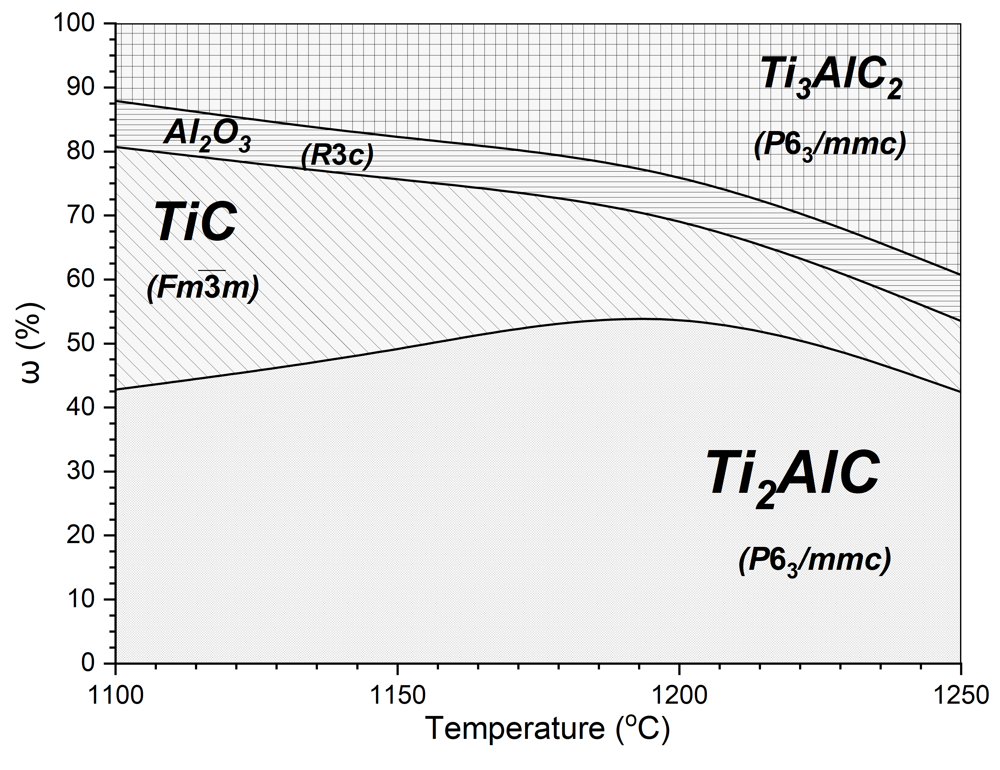 100
90
80
70
60
50
40
30
20
10
0
ω (%)
Ti₃AlC₂
(P6₃/mmc)
Al₂O₃
(R3c)
TiC
(Fm3̅m)
Ti₂AlC
(P6₃/mmc)
1100 1150 1200 1250
Temperature (ºC)